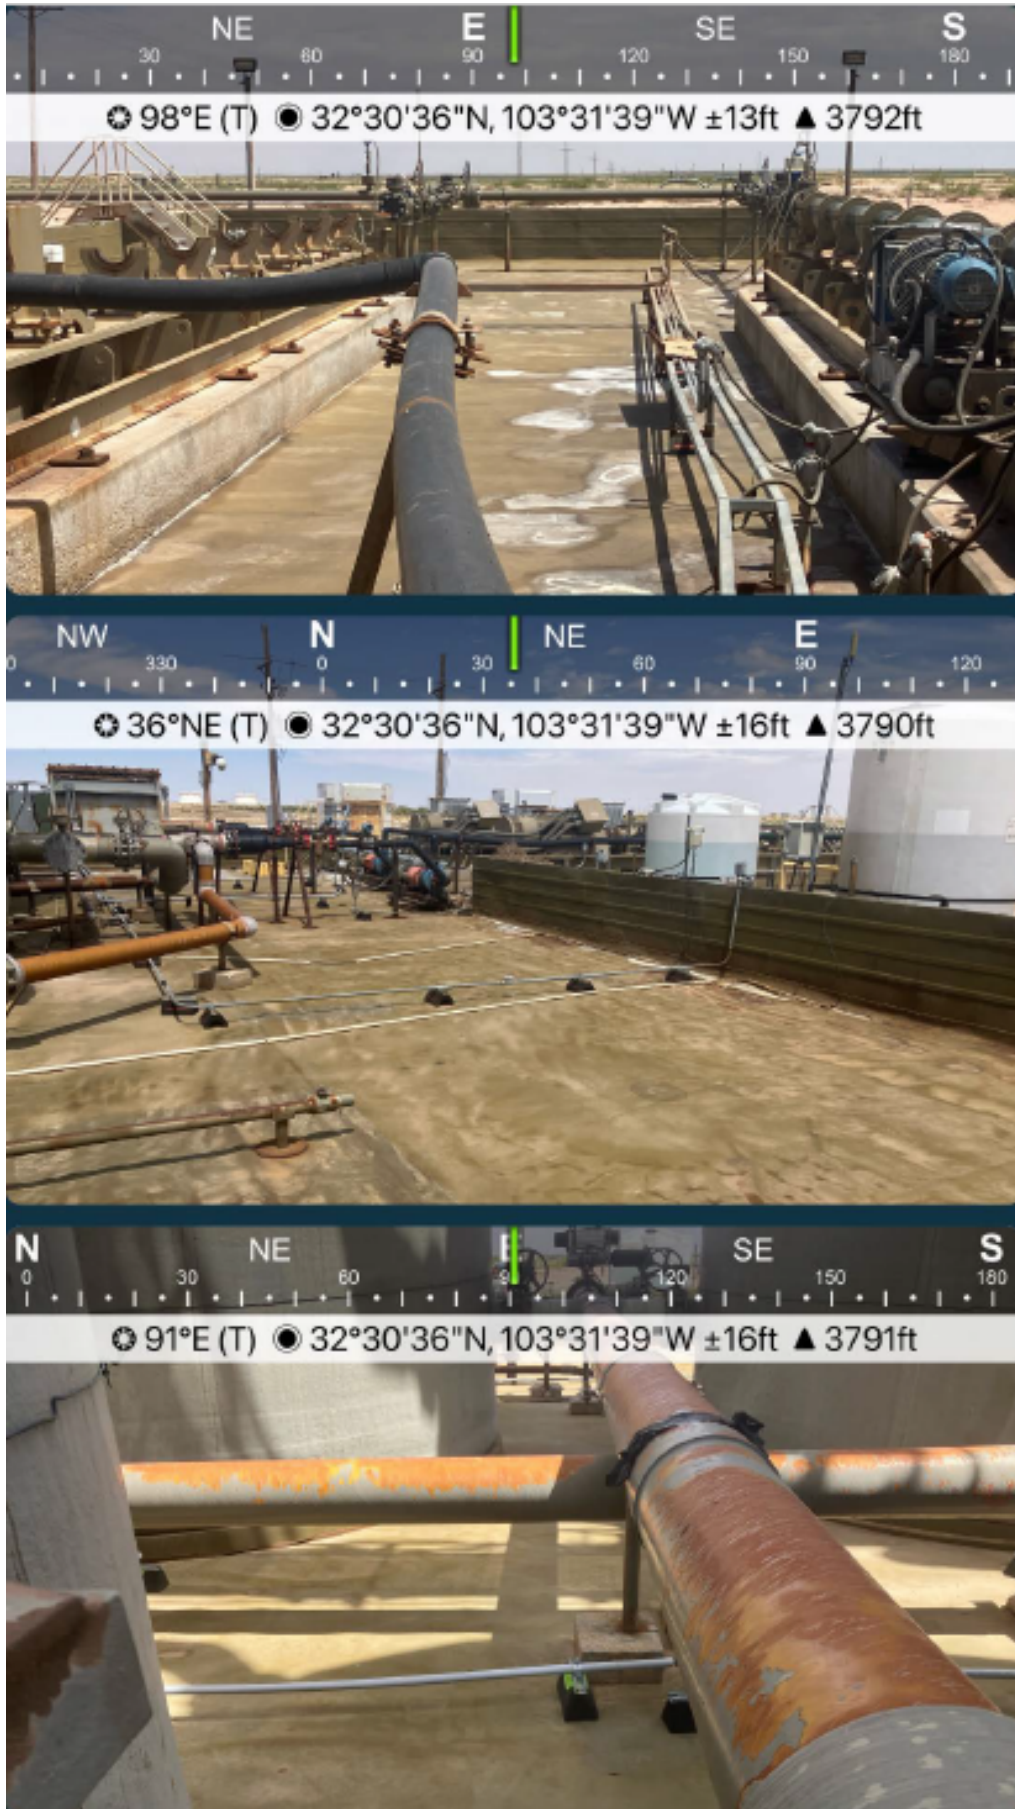 NE E SE S
30 60 90 120 150 180
98°E (T) 32°30'36"N, 103°31'39"W ±13ft ▲ 3792ft
NW N NE E
0 330 0 30 60 90 120
36°NE (T) 32°30'36"N, 103°31'39"W ±16ft ▲ 3790ft
N NE E SE S
0 30 60 90 120 150 180
91°E (T) 32°30'36"N, 103°31'39"W ±16ft ▲ 3791ft